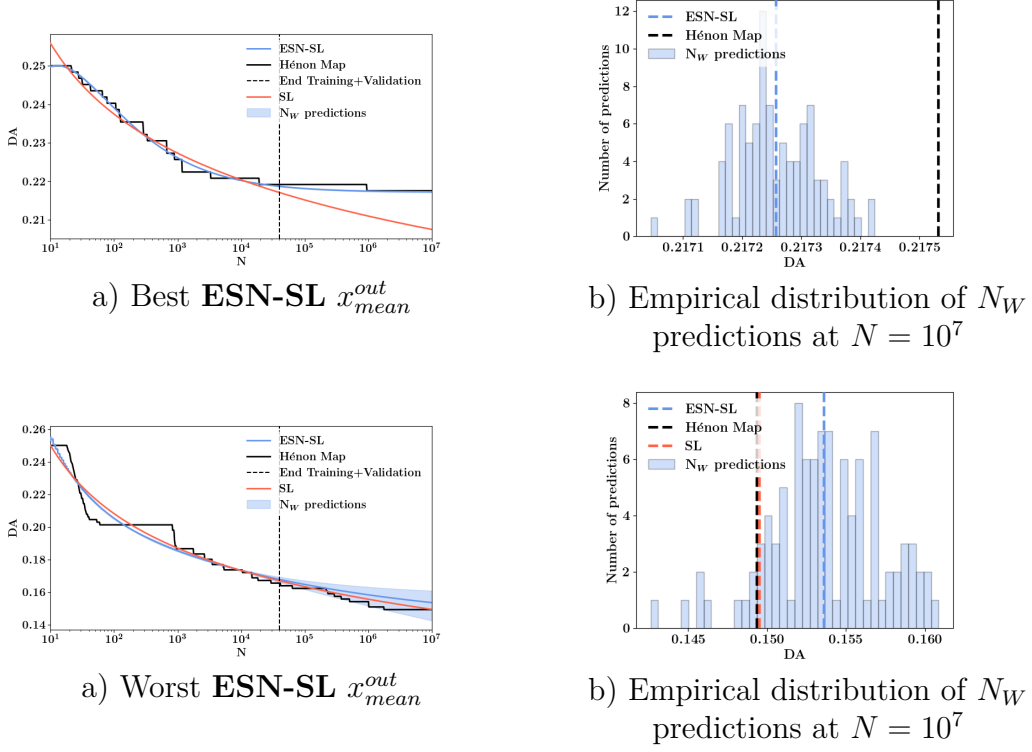 ESN-SL
Hénon Map
End Training+Validation
SL
N_W predictions
DA
0.25
0.24
0.23
0.22
0.21
10^1 10^2 10^3 10^4 10^5 10^6 10^7
N
a) Best ESN-SL x_{mean}^{out}
ESN-SL
Hénon Map
N_W predictions
Number of predictions
12
10
8
6
4
2
0
0.2171 0.2172 0.2173 0.2174 0.2175
DA
b) Empirical distribution of N_W
predictions at N = 10^7
ESN-SL
Hénon Map
End Training+Validation
SL
N_W predictions
DA
0.26
0.24
0.22
0.20
0.18
0.16
0.14
10^1 10^2 10^3 10^4 10^5 10^6 10^7
N
a) Worst ESN-SL x_{mean}^{out}
ESN-SL
Hénon Map
SL
N_W predictions
Number of predictions
8
6
4
2
0
0.145 0.150 0.155 0.160
DA
b) Empirical distribution of N_W
predictions at N = 10^7